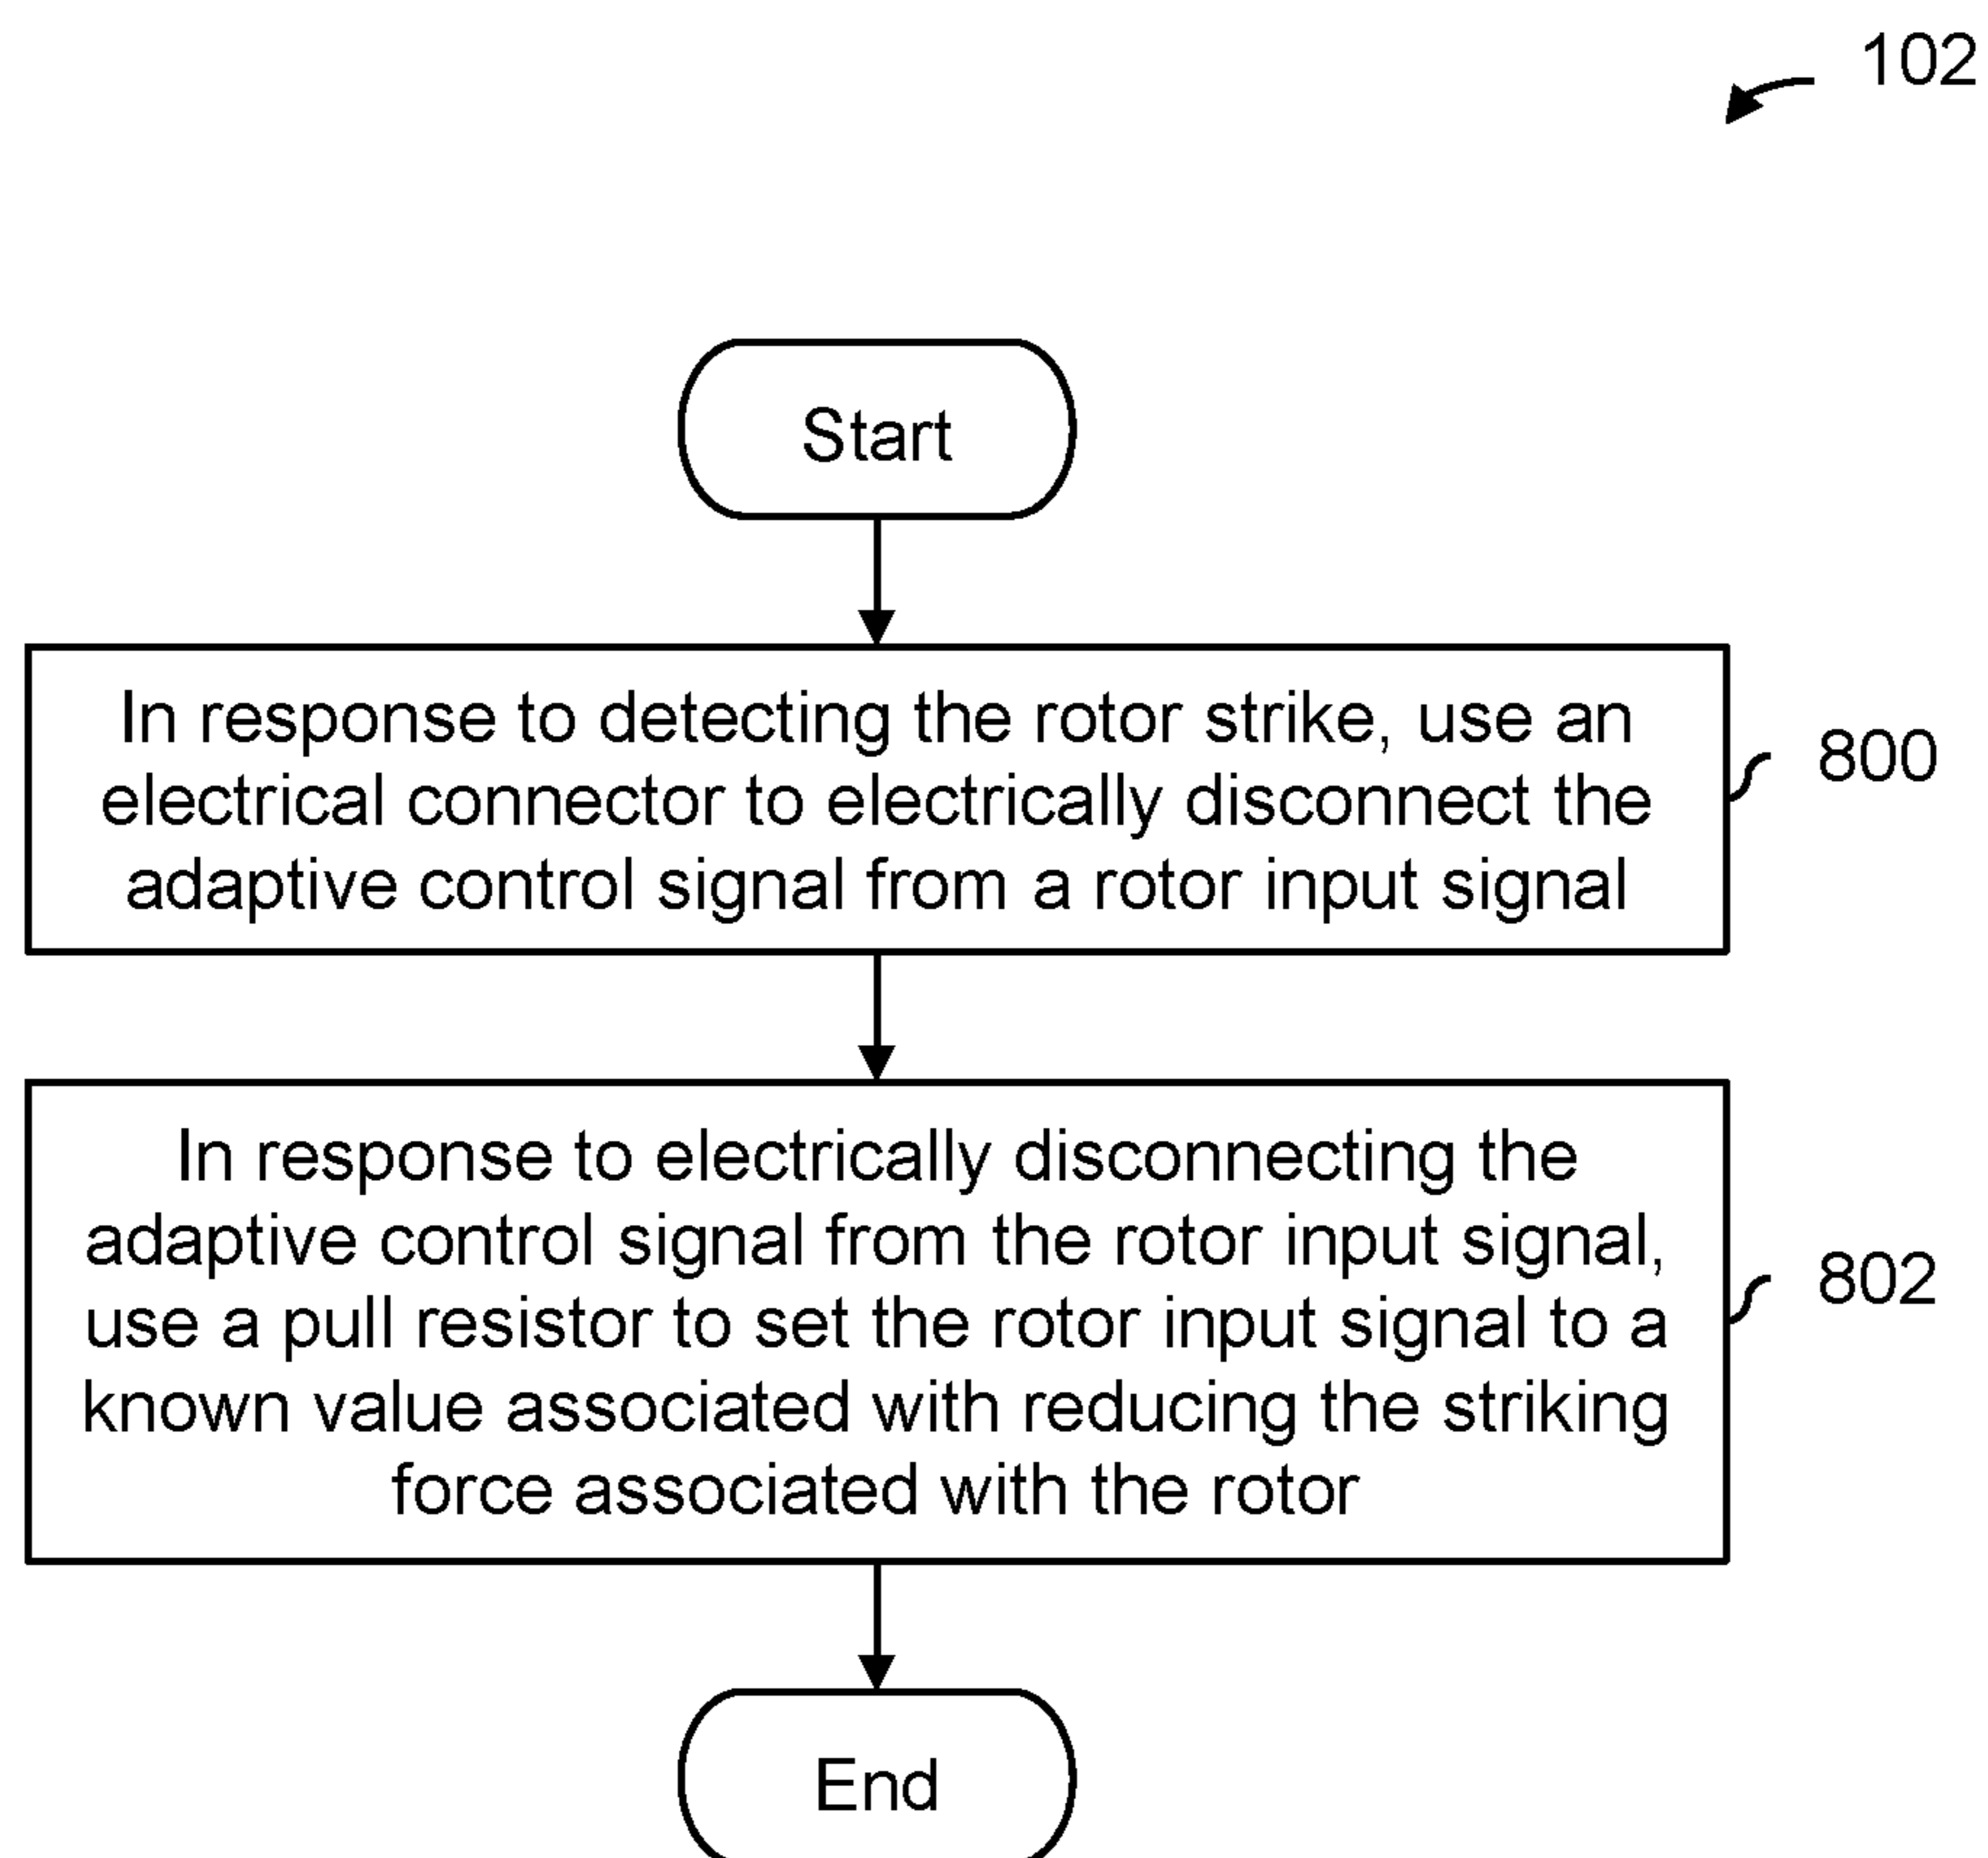 102
Start
In response to detecting the rotor strike, use an
electrical connector to electrically disconnect the
adaptive control signal from a rotor input signal
800
In response to electrically disconnecting the
adaptive control signal from the rotor input signal,
use a pull resistor to set the rotor input signal to a
known value associated with reducing the striking
force associated with the rotor
802
End